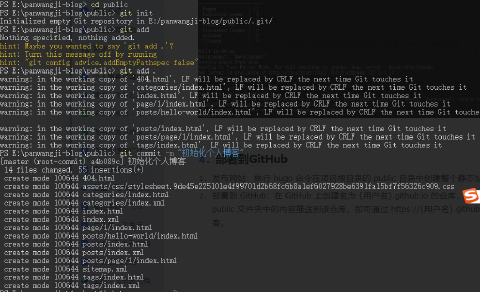 PS E:\panwangji-blog> cd public
PS E:\panwangji-blog\public> git init
Initialized empty Git repository in E:/panwangji-blog/public/.git/
PS E:\panwangji-blog\public> git add
Nothing specified, nothing added.
hint: Maybe you wanted to say 'git add .'?
hint: Turn this message off by running
hint: "git config advice.addEmptyPathspec false"
PS E:\panwangji-blog\public> git add .
warning: in the working copy of '404.html', LF will be replaced by CRLF the next time Git touches it
warning: in the working copy of 'categories/index.html', LF will be replaced by CRLF the next time Git touches it
warning: in the working copy of 'index.html', LF will be replaced by CRLF the next time Git touches it
warning: in the working copy of 'page/1/index.html', LF will be replaced by CRLF the next time Git touches it
warning: in the working copy of 'posts/hello-world/index.html', LF will be replaced by CRLF the next time Git touches
warning: in the working copy of 'posts/index.html', LF will be replaced by CRLF the next time Git touches it
warning: in the working copy of 'posts/page/1/index.html', LF will be replaced by CRLF the next time Git touches it
warning: in the working copy of 'tags/index.html', LF will be replaced by CRLF the next time Git touches it
PS E:\panwangji-blog\public> git commit -m "初始化个人博客"
[master (root-commit) 4b089bc] 初始化个人博客
14 files changed, 55 insertions(+)
create mode 100644 404.html
create mode 100644 assets/css/stylesheet.
create mode 100644 categories/index.html
create mode 100644 categories/index.xml
create mode 100644 index.html
create mode 100644 index.xml
create mode 100644 page/1/index.html
create mode 100644 posts/hello-world/index.html
create mode 100644 posts/index.html
create mode 100644 posts/index.xml
create mode 100644 posts/page/1/index.html
create mode 100644 sitemap.xml
create mode 100644 tags/index.html
create mode 100644 tags/index.xml